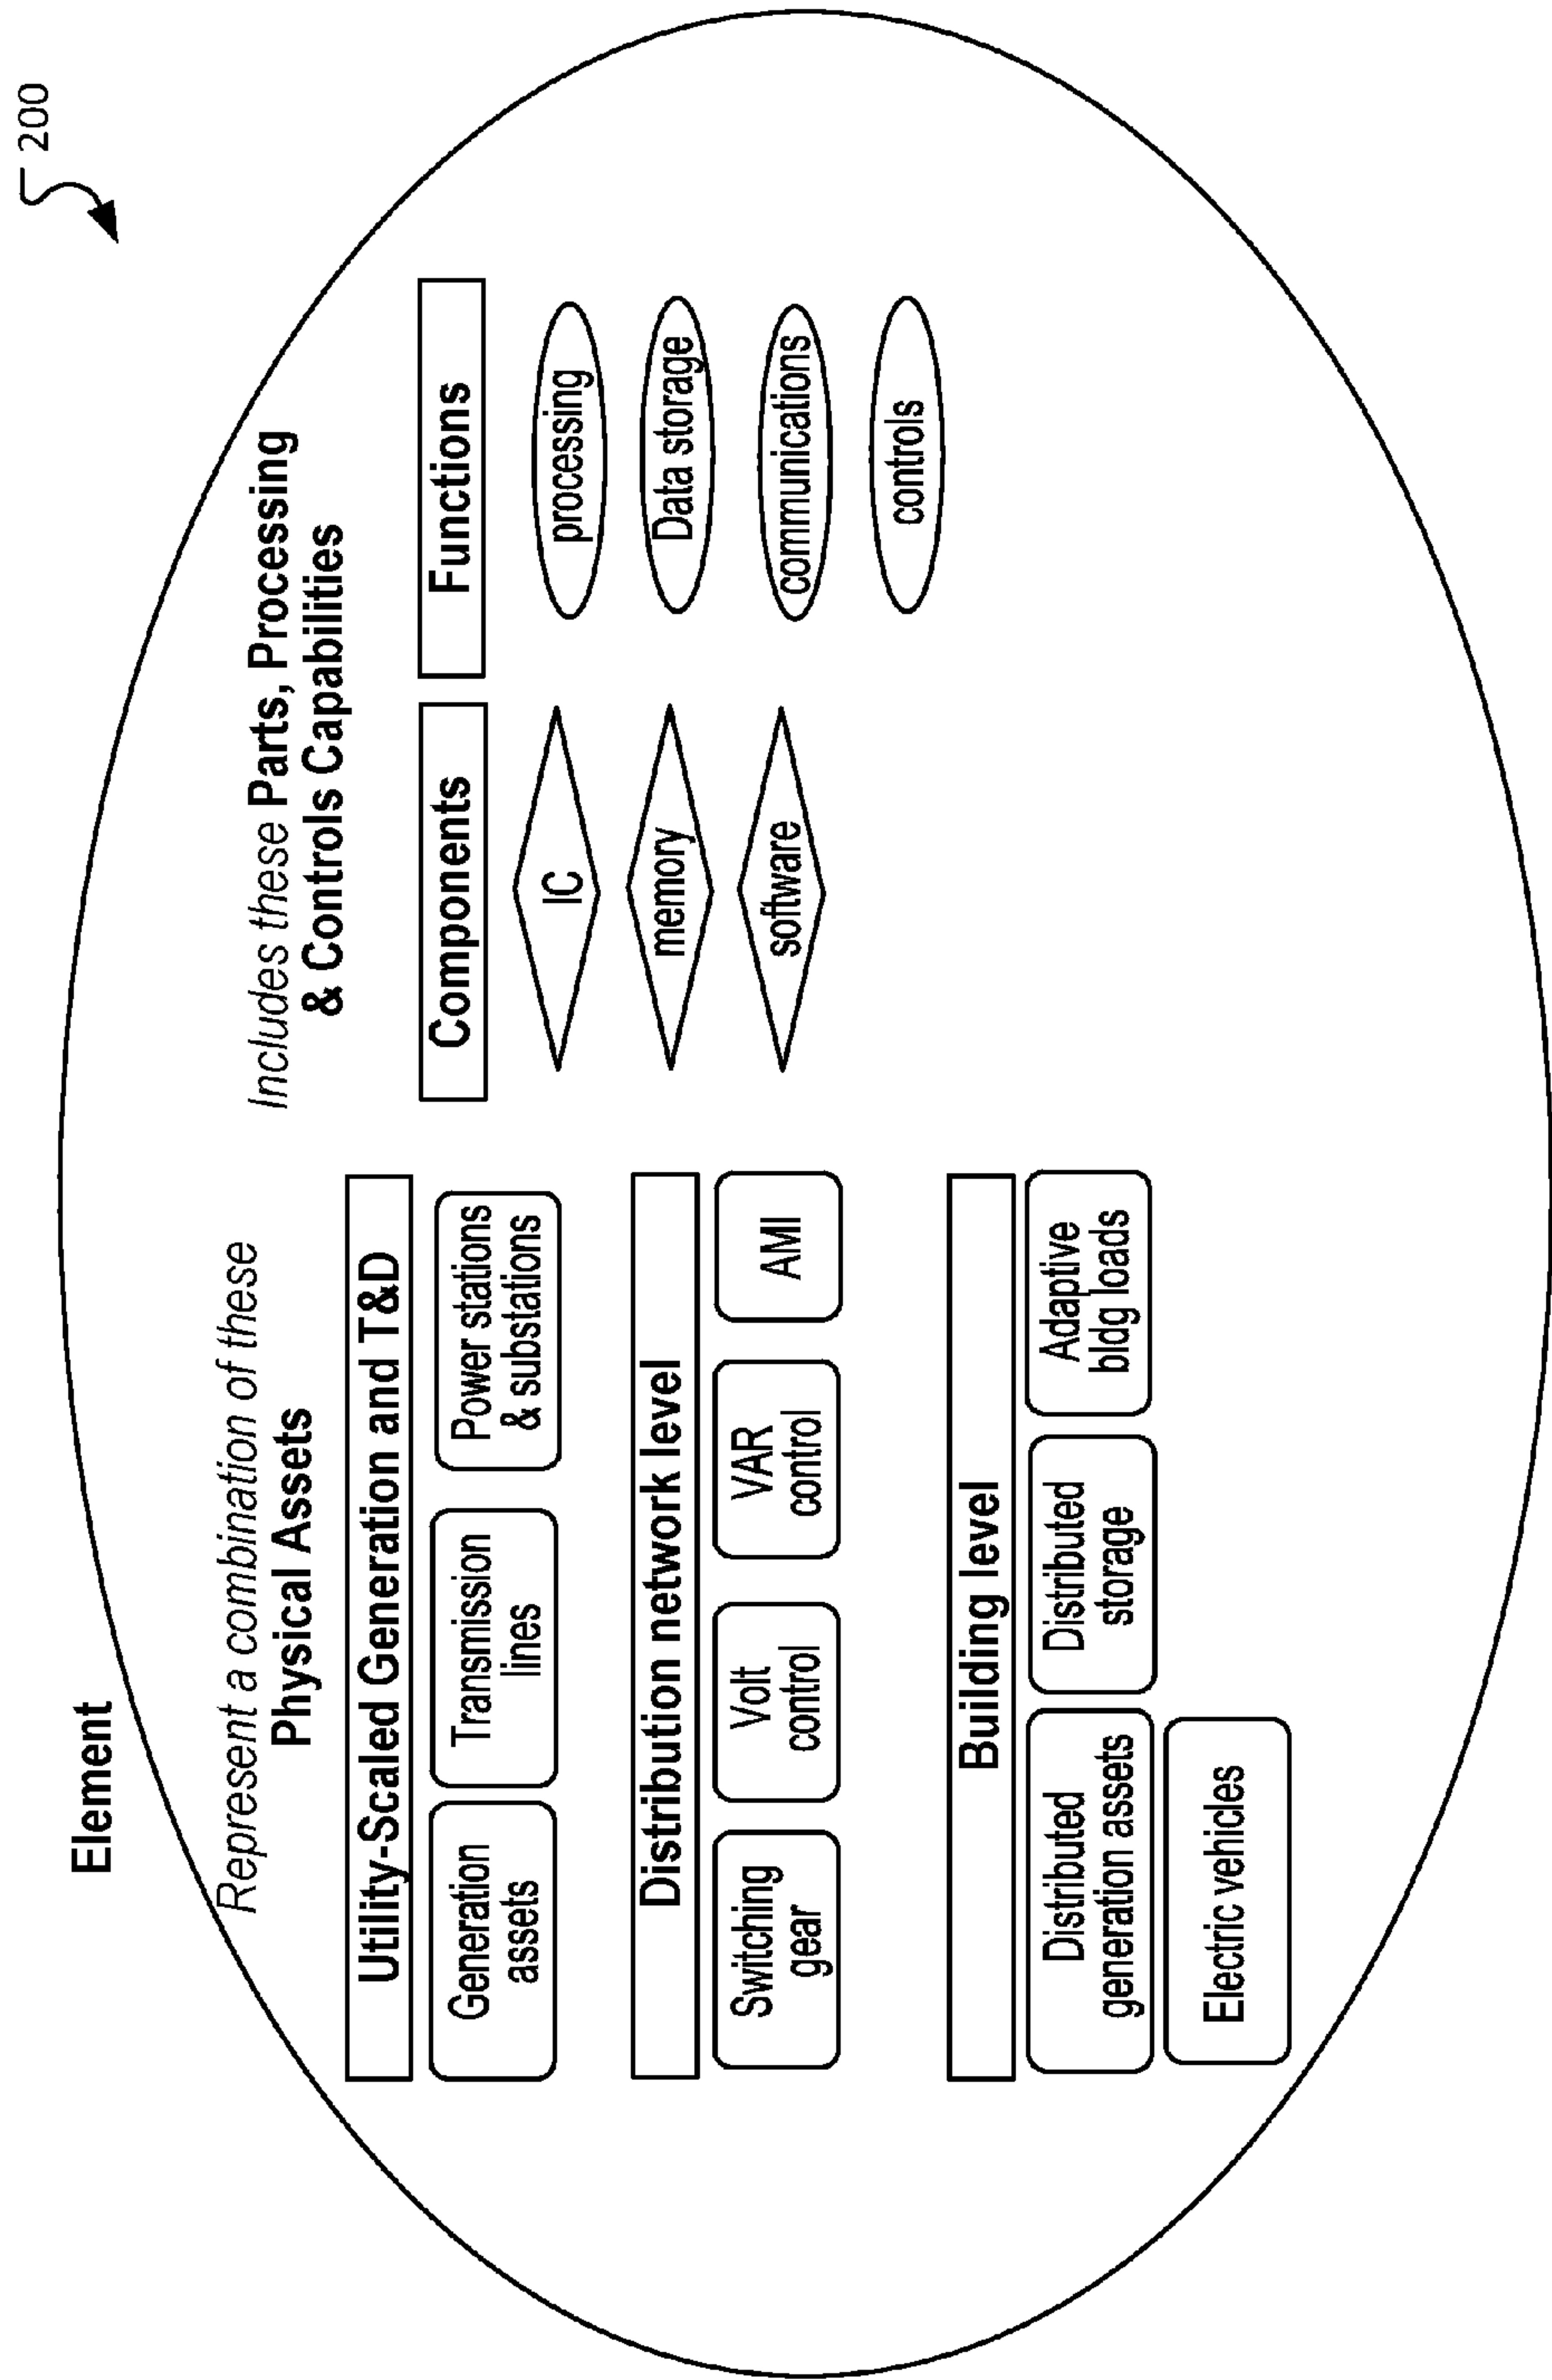 200
Element
Represent a combination of these
Physical Assets
Utility-Scaled Generation and T&D
Generation
assets
Transmission
lines
Power stations
& substations
Distribution network level
Switching
gear
Volt
control
VAR
control
AMI
Building level
Distributed
generation assets
Distributed
storage
Adaptive
bldg loads
Electric vehicles
Includes these Parts, Processing
& Controls Capabilities
Components
IC
memory
software
Functions
processing
Data storage
communications
controls